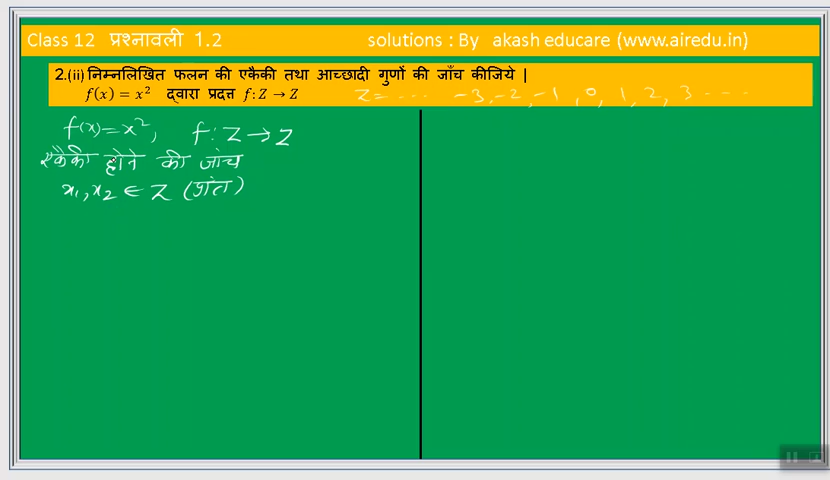 Class 12 प्रश्नावली 1.2 solutions : By akash educare (www.airedu.in)
2.(ii) निम्नलिखित फलन की एकैकी तथा आच्छादी गुणों की जाँच कीजिये |
f(x) = x² द्वारा प्रदत्त f: Z → Z Z = .... -3, -2, -1, 0, 1, 2, 3 ----
f(x) = x², f: Z → Z
एकैकी होने की जांच
x₁, x₂ ∈ Z (प्रांत)